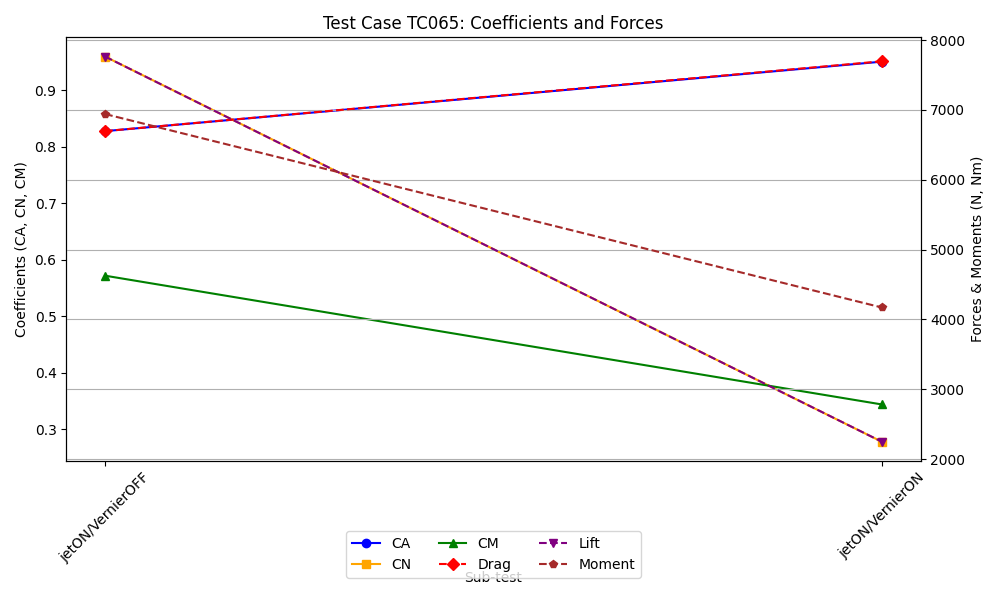 Test Case TC065: Coefficients and Forces
Coefficients (CA, CN, CM)
0.9
0.8
0.7
0.6
0.5
0.4
0.3
8000
7000
6000
5000
4000
3000
2000
Forces & Moments (N, Nm)
jetON/VernierOFF
jetON/VernierON
Sub-test
CA
CN
CM
Drag
Lift
Moment